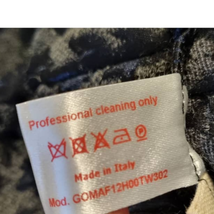 Professional cleaning only
Made in Italy
Mod. GOMAF12H00TW302